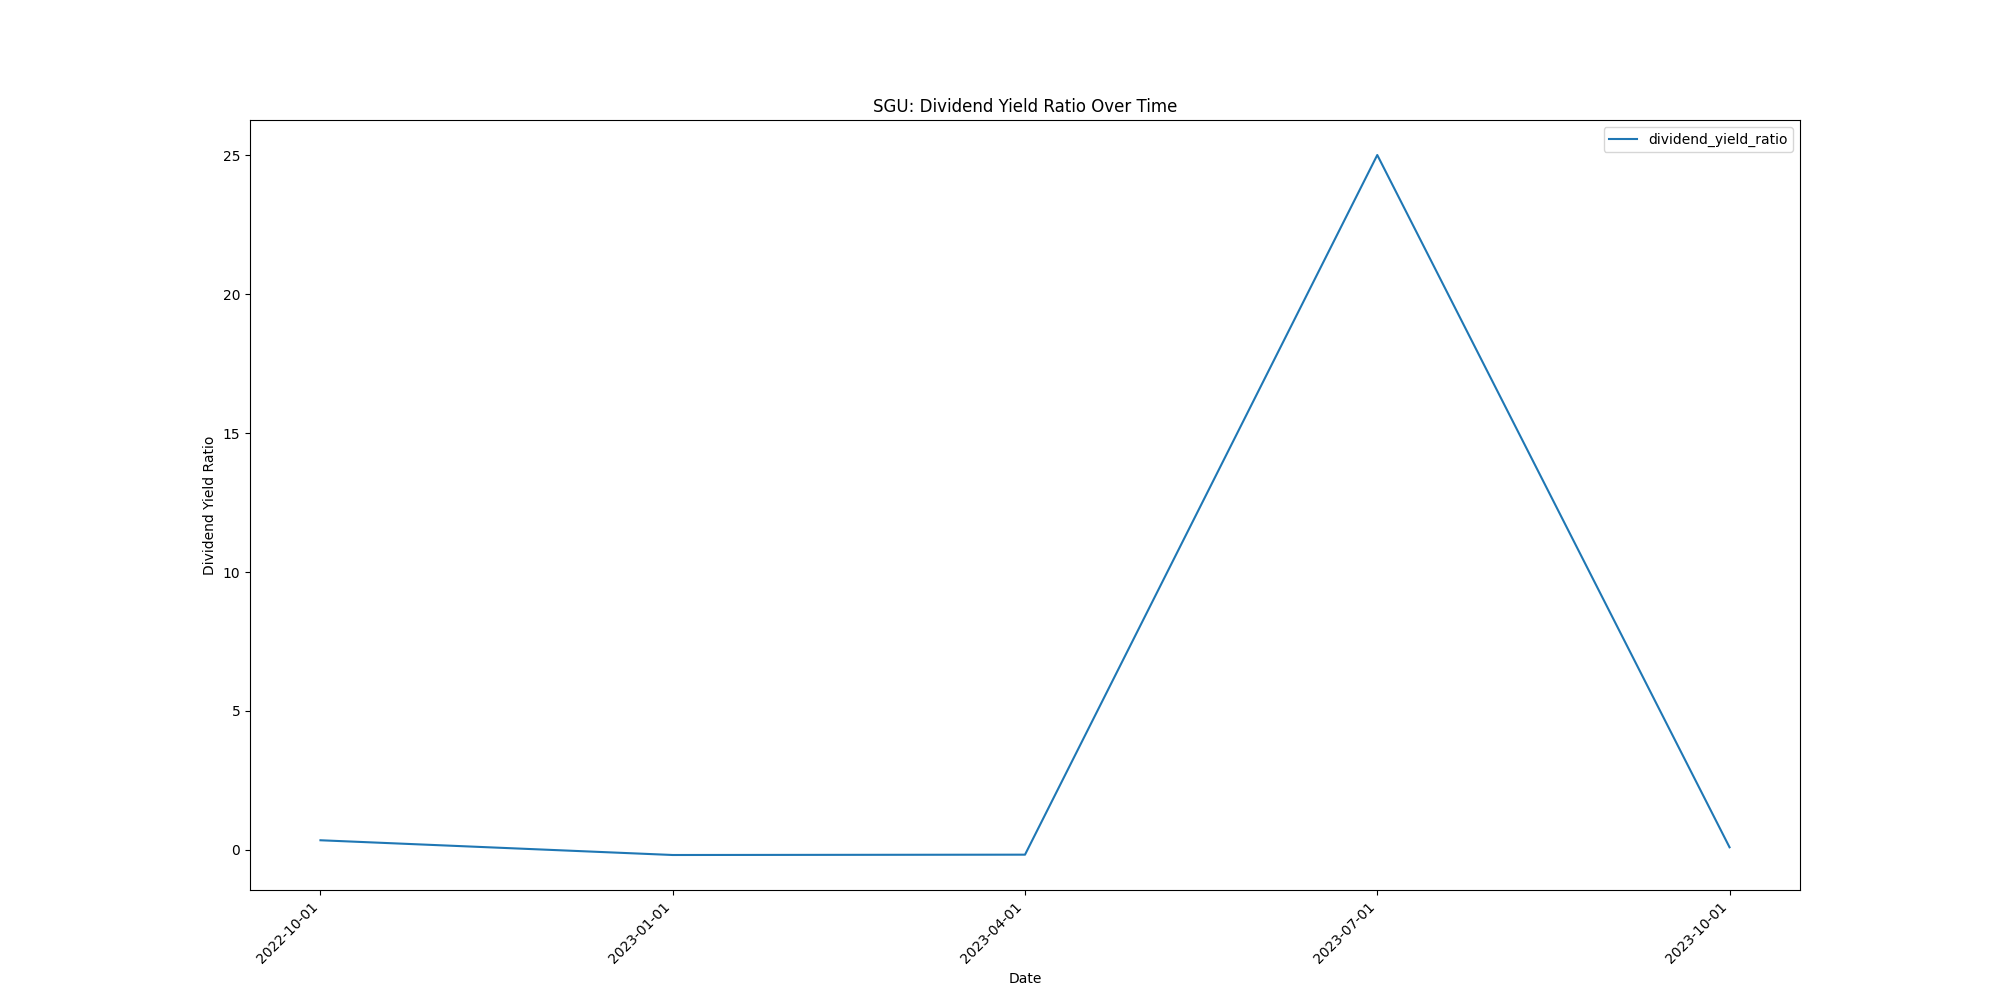 SGU: Dividend Yield Ratio Over Time
dividend_yield_ratio
Dividend Yield Ratio
25
20
15
10
5
0
2022-10-01
2023-01-01
2023-04-01
2023-07-01
2023-10-01
Date